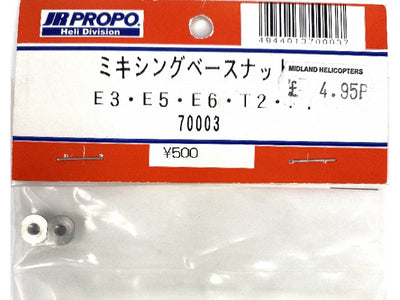 JR PROPO
Heli Division
4944013700037
ミキシングベースナット
MIDLAND HELICOPTERS
£ 4.95P
E3・E5・E6・T2・
70003
¥500